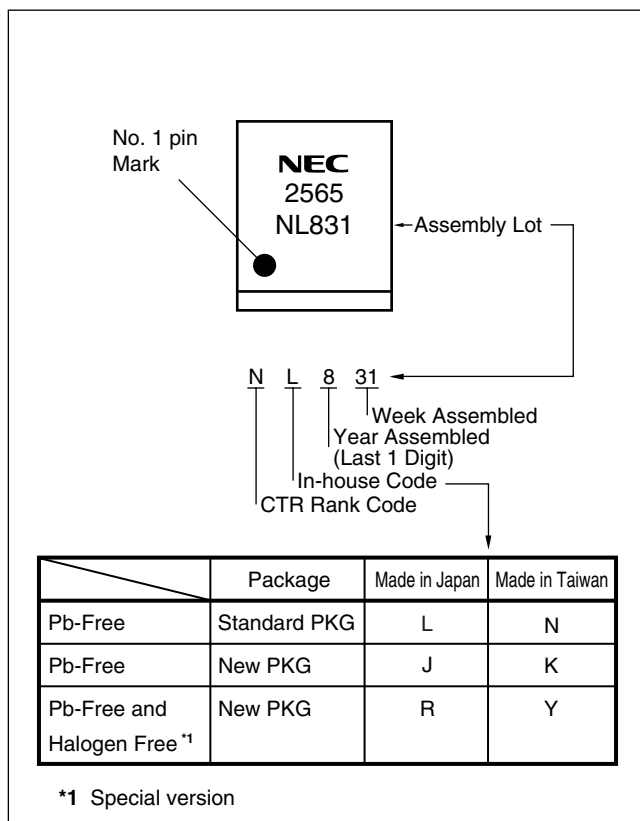 No. 1 pin
Mark
NEC
2565
NL831
Assembly Lot
N L 8 31
Week Assembled
Year Assembled
(Last 1 Digit)
In-house Code
CTR Rank Code
Package Made in Japan Made in Taiwan
Pb-Free Standard PKG L N
Pb-Free New PKG J K
Pb-Free and New PKG R Y
Halogen Free *1
*1 Special version